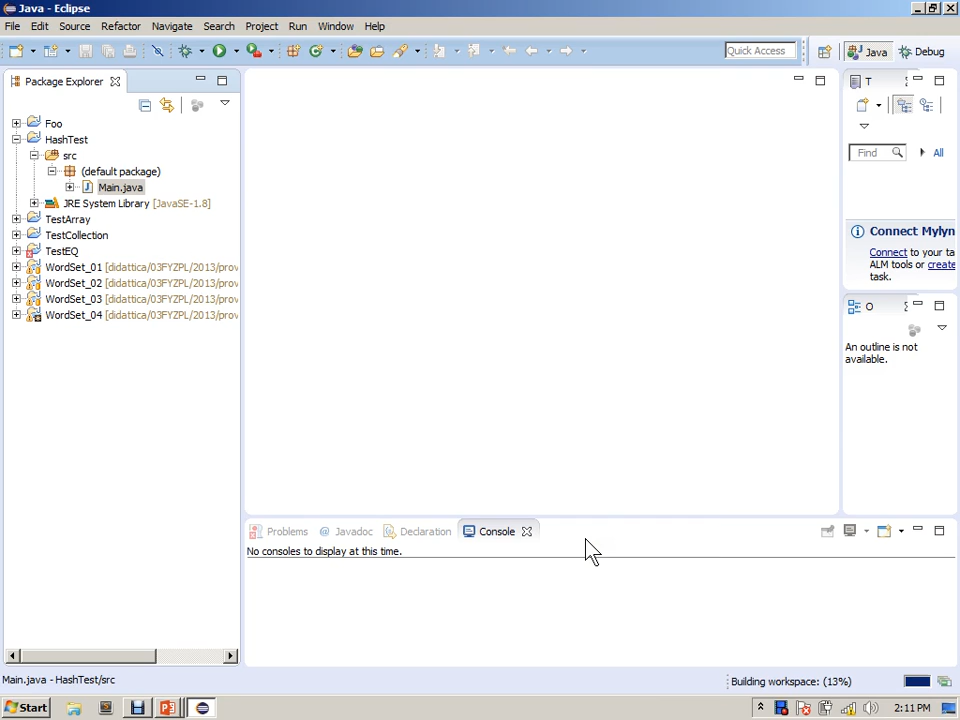 Java - Eclipse
File Edit Source Refactor Navigate Search Project Run Window Help
Quick Access
Java
Debug
Package Explorer
T
Foo
HashTest
src
(default package)
Main.java
JRE System Library [JavaSE-1.8]
TestArray
TestCollection
TestEQ
WordSet_01 [didattica/03FYZPL/2013/prov
WordSet_02 [didattica/03FYZPL/2013/prov
WordSet_03 [didattica/03FYZPL/2013/prov
WordSet_04 [didattica/03FYZPL/2013/prov
Find
All
Connect Mylyn
Connect to your ta
ALM tools or create
task.
O
An outline is not
available.
Problems @ Javadoc Declaration Console
No consoles to display at this time.
Main.java - HashTest/src
Building workspace: (13%)
Start
2:11 PM